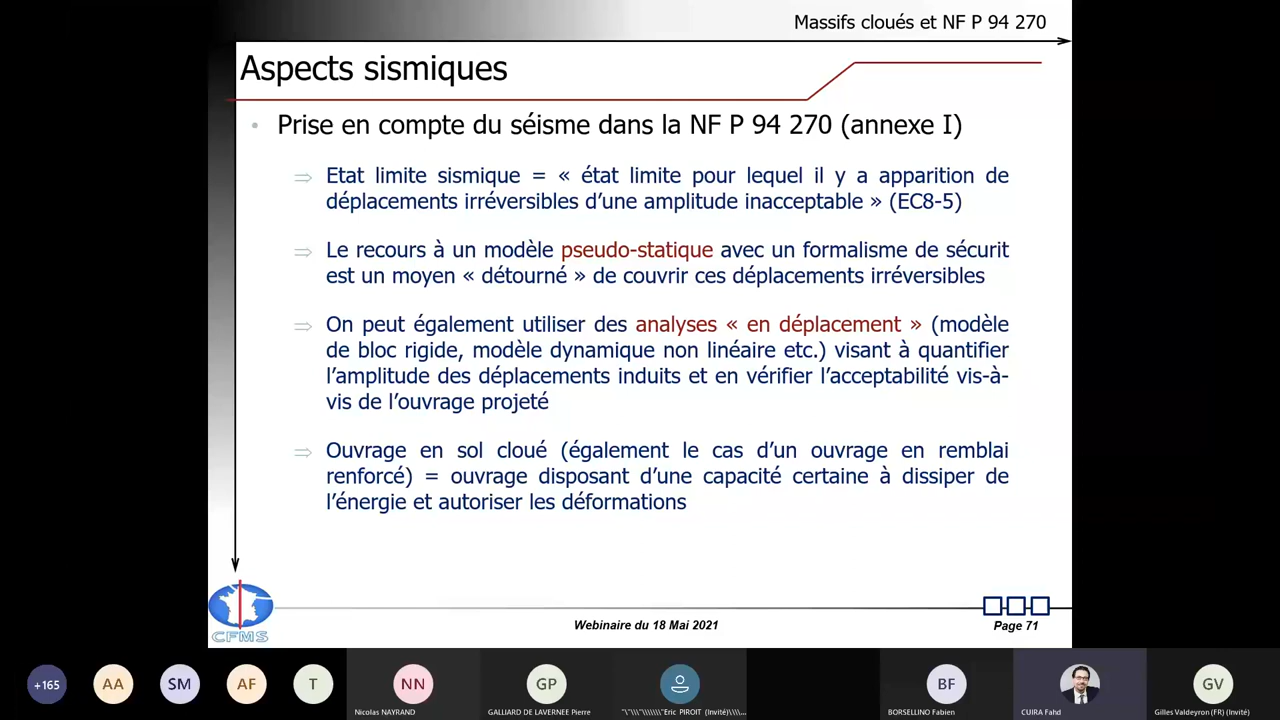 Massifs cloués et NF P 94 270
Aspects sismiques
• Prise en compte du séisme dans la NF P 94 270 (annexe I)
⇒ Etat limite sismique = « état limite pour lequel il y a apparition de
déplacements irréversibles d’une amplitude inacceptable » (EC8-5)
⇒ Le recours à un modèle pseudo-statique avec un formalisme de sécurit
est un moyen « détourné » de couvrir ces déplacements irréversibles
⇒ On peut également utiliser des analyses « en déplacement » (modèle
de bloc rigide, modèle dynamique non linéaire etc.) visant à quantifier
l’amplitude des déplacements induits et en vérifier l’acceptabilité vis-à-
vis de l’ouvrage projeté
⇒ Ouvrage en sol cloué (également le cas d’un ouvrage en remblai
renforcé) = ouvrage disposant d’une capacité certaine à dissiper de
l’énergie et autoriser les déformations
CFMS
Webinaire du 18 Mai 2021
Page 71
+165
AA
SM
AF
T
NN
GP
BF
GV
Nicolas NAYRAND
GALLIARD DE LAVERNEE Pierre
"\"\\\"\\\\\\\"Eric PIROIT (Invité)\\\\...
BORSELLINO Fabien
CUIRA Fahd
Gilles Valdeyron (FR) (Invité)